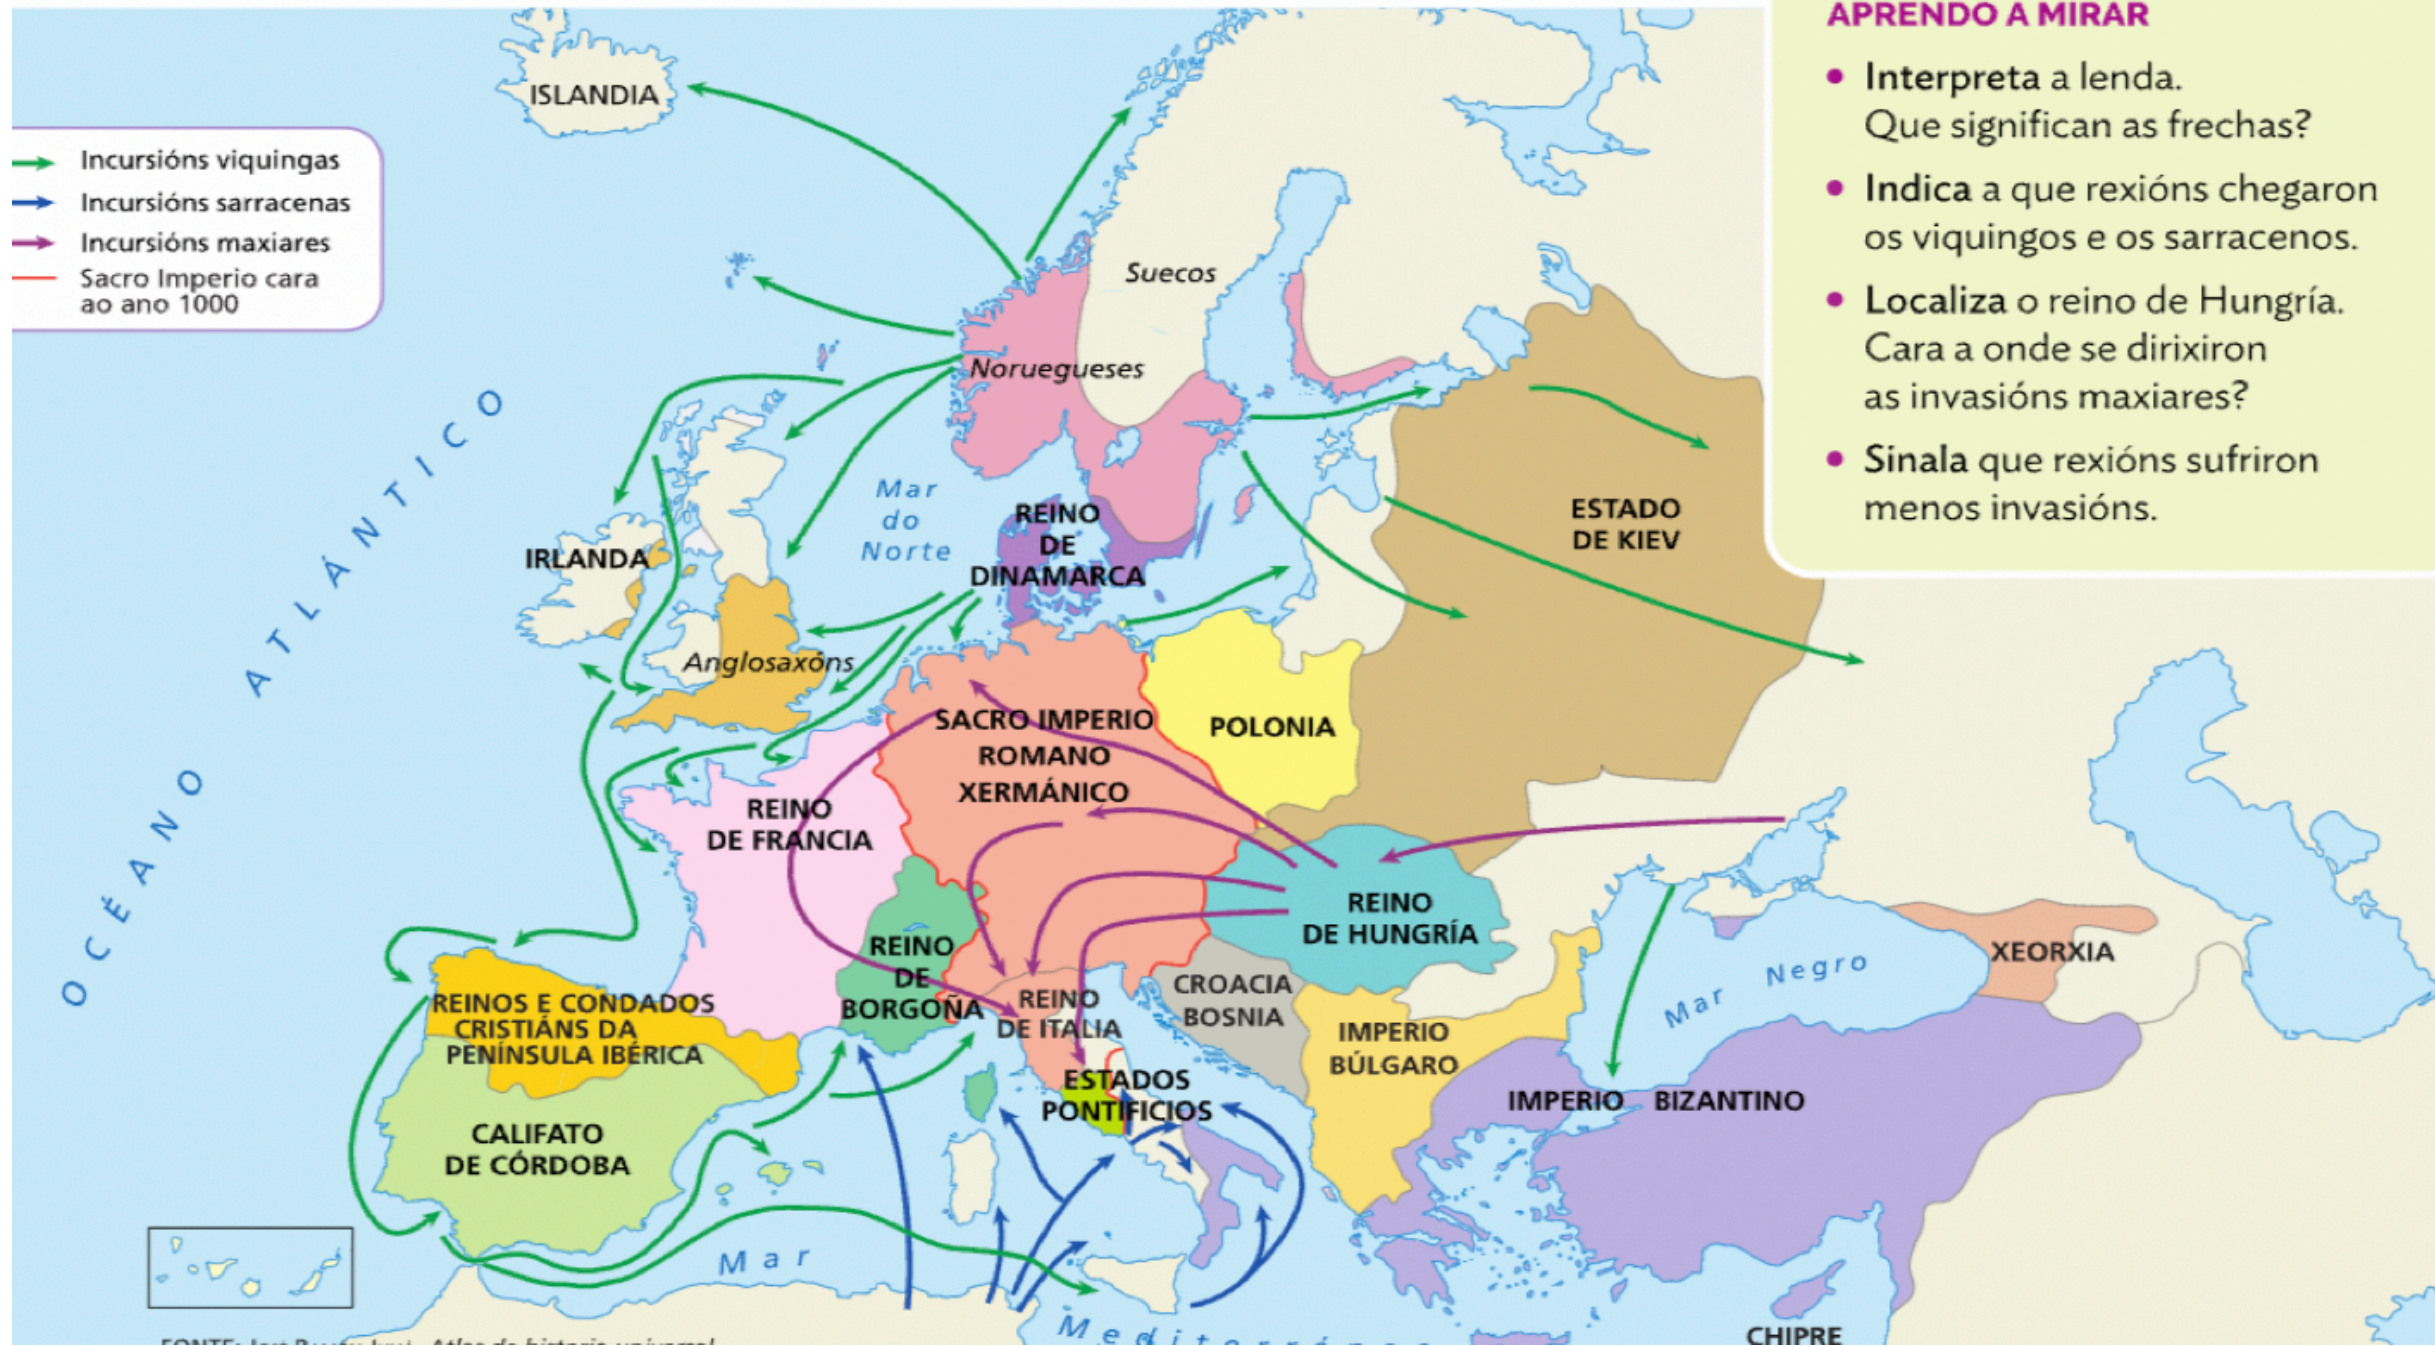 APRENDO A MIRAR
• Interpreta a lenda.
Que significan as frechas?
• Indica a que rexións chegaron
os viquingos e os sarracenos.
• Localiza o reino de Hungría.
Cara a onde se dirixiron
as invasións maxiares?
• Sinala que rexións sufriron
menos invasións.
Incursións viquingas
Incursións sarracenas
Incursións maxiares
Sacro Imperio cara
ao ano 1000
ISLANDIA
Suecos
Noruegueses
OCÉANO ATLÁNTICO
Mar
do
Norte
REINO
DE
DINAMARCA
ESTADO
DE KIEV
IRLANDA
Anglosaxóns
SACRO IMPERIO
ROMANO
XERMÁNICO
POLONIA
REINO
DE FRANCIA
REINO
DE HUNGRÍA
REINO
DE
BORGOÑA
REINO
DE ITALIA
CROACIA
BOSNIA
Mar Negro
XEORXIA
REINOS E CONDADOS
CRISTIÁNS DA
PENÍNSULA IBÉRICA
IMPERIO
BÚLGARO
ESTADOS
PONTIFICIOS
IMPERIO BIZANTINO
CALIFATO
DE CÓRDOBA
Mar
Mediterráneo
CHIPRE
Atlas de historia universal